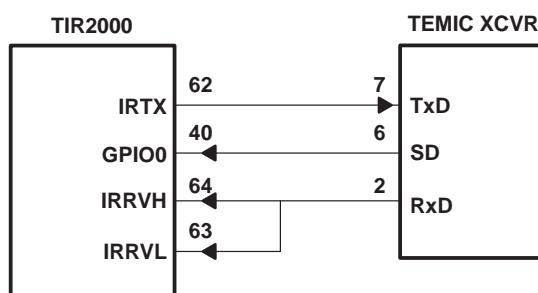 TIR2000
TEMIC XCVR
IRTX 62 7 TxD
GPIO0 40 6 SD
IRRVH 64 2 RxD
IRRVL 63